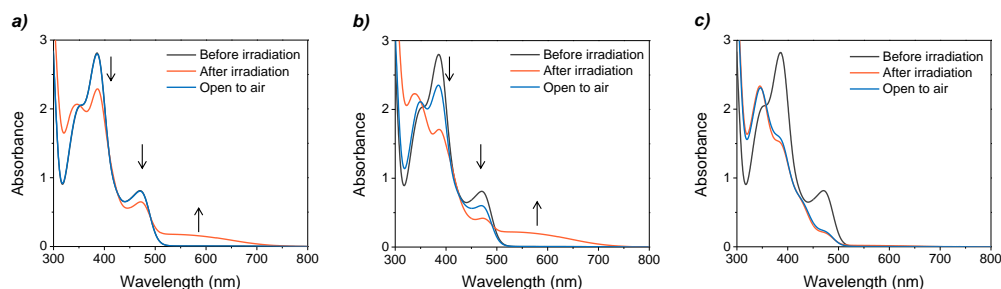 a)
3
2
1
0
Absorbance
300 400 500 600 700 800
Wavelength (nm)
Before irradiation
After irradiation
Open to air
b)
3
2
1
0
Absorbance
300 400 500 600 700 800
Wavelength (nm)
Before irradiation
After irradiation
Open to air
c)
3
2
1
0
Absorbance
300 400 500 600 700 800
Wavelength (nm)
Before irradiation
After irradiation
Open to air